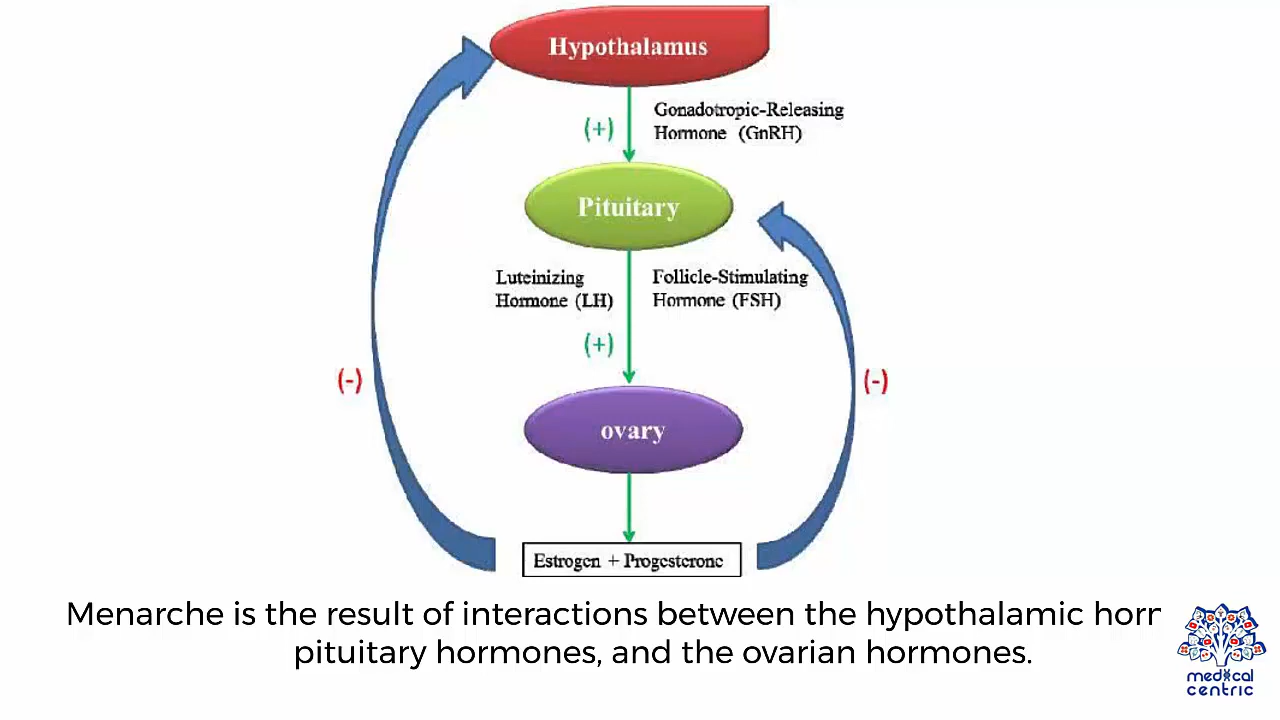 Hypothalamus
(+)
Gonadotropic-Releasing
Hormone (GnRH)
Pituitary
Luteinizing
Hormone (LH)
Follicle-Stimulating
Hormone (FSH)
(+)
(-)
(-)
ovary
Estrogen + Progesterone
Menarche is the result of interactions between the hypothalamic
pituitary hormones, and the ovarian hormones.
medical
centric